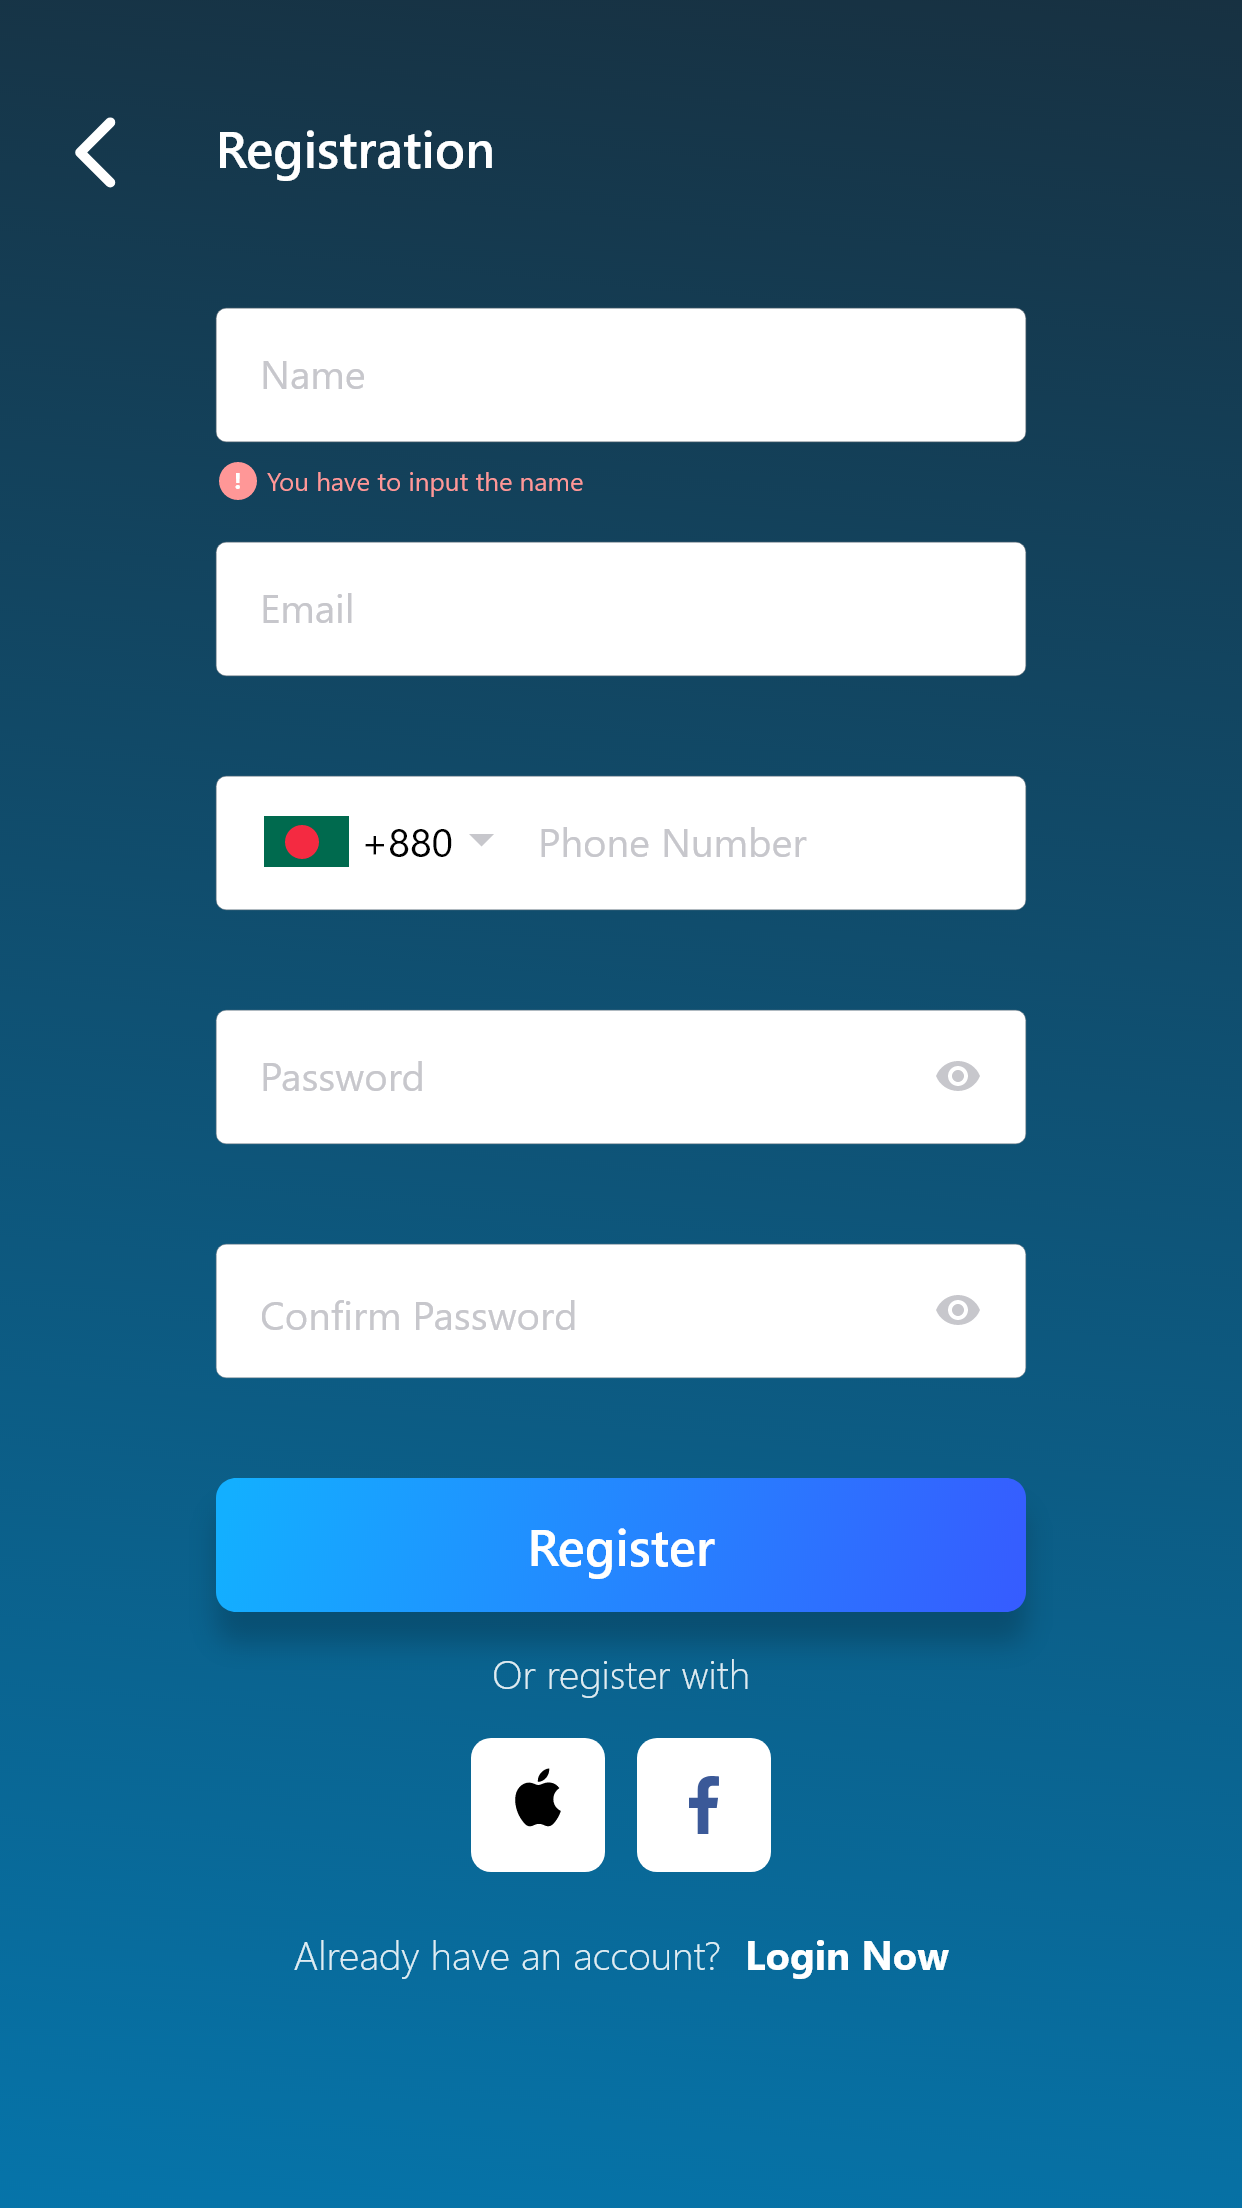 Registration
Name
! You have to input the name
Email
+880 Phone Number
Password
Confirm Password
Register
Or register with
Already have an account? Login Now